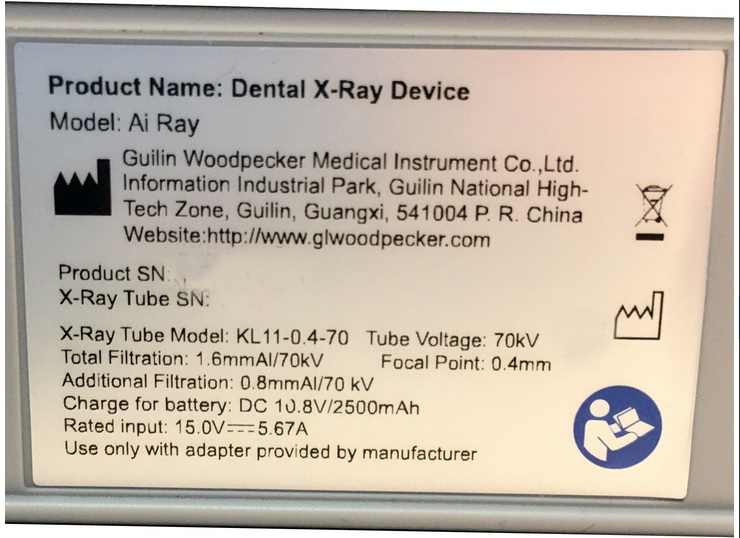 Product Name: Dental X-Ray Device
Model: Ai Ray
Guilin Woodpecker Medical Instrument Co.,Ltd.
Information Industrial Park, Guilin National High-
Tech Zone, Guilin, Guangxi, 541004 P. R. China
Website:http://www.glwoodpecker.com
Product SN:
X-Ray Tube SN:
X-Ray Tube Model: KL11-0.4-70 Tube Voltage: 70kV
Total Filtration: 1.6mmAl/70kV Focal Point: 0.4mm
Additional Filtration: 0.8mmAl/70 kV
Charge for battery: DC 10.8V/2500mAh
Rated input: 15.0V⎓5.67A
Use only with adapter provided by manufacturer